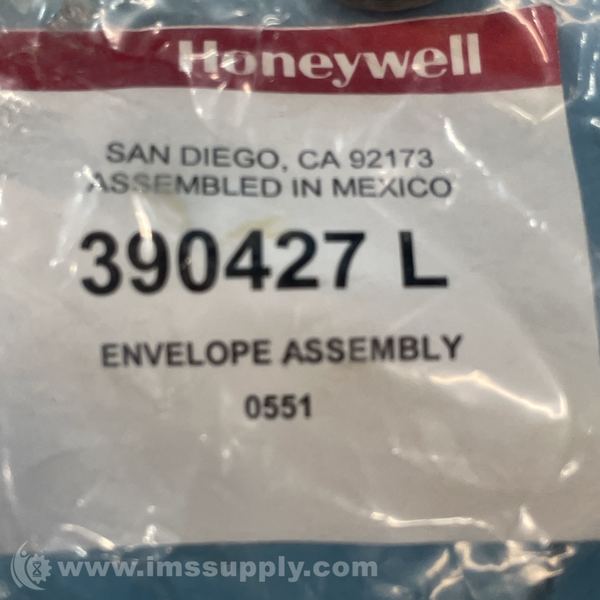 Honeywell
SAN DIEGO, CA 92173
ASSEMBLED IN MEXICO
390427 L
ENVELOPE ASSEMBLY
0551
www.imssupply.com